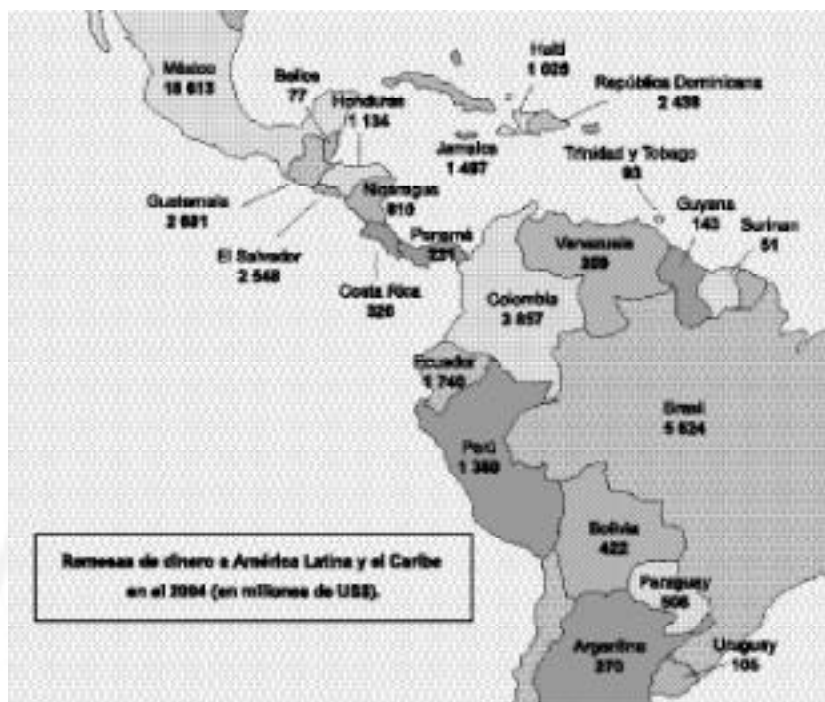 México
16 613
Belice
77
Honduras
1 134
Haití
1 026
República Dominicana
2 438
Jamaica
1 497
Trinidad y Tobago
93
Guatemala
2 681
Nicaragua
810
Guyana
143
Surinan
51
El Salvador
2 548
Panamá
231
Venezuela
259
Costa Rica
320
Colombia
3 857
Ecuador
1 740
Brasil
5 624
Perú
1 360
Bolivia
422
Remesas de dinero a América Latina y el Caribe
en el 2004 (en millones de US$).
Paraguay
506
Argentina
270
Uruguay
105